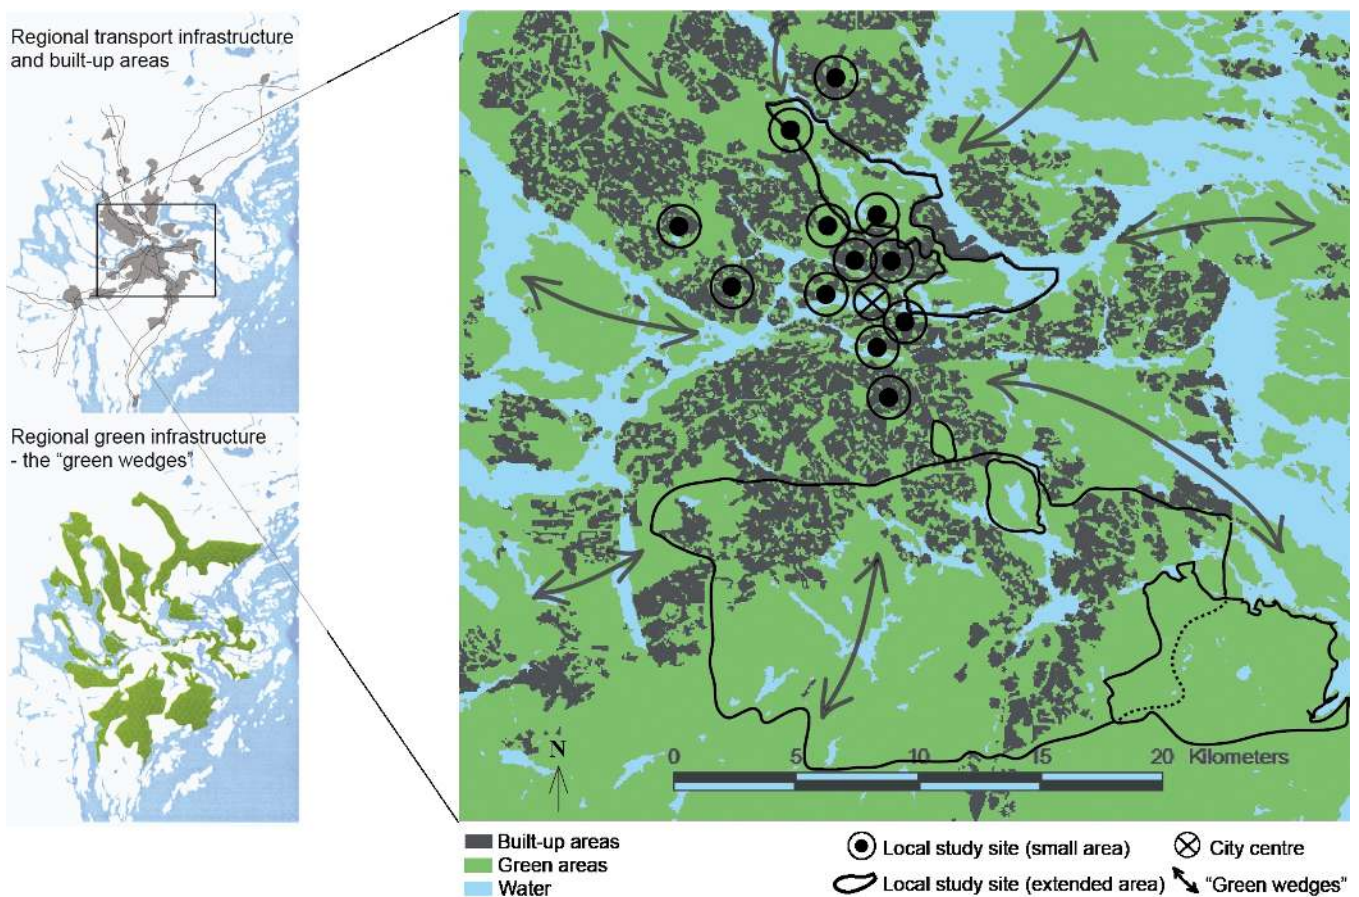 Regional transport infrastructure
and built-up areas
Regional green infrastructure
- the “green wedges”
N
0 5 10 15 20 Kilometers
Built-up areas
Green areas
Water
Local study site (small area)
Local study site (extended area)
City centre
“Green wedges”